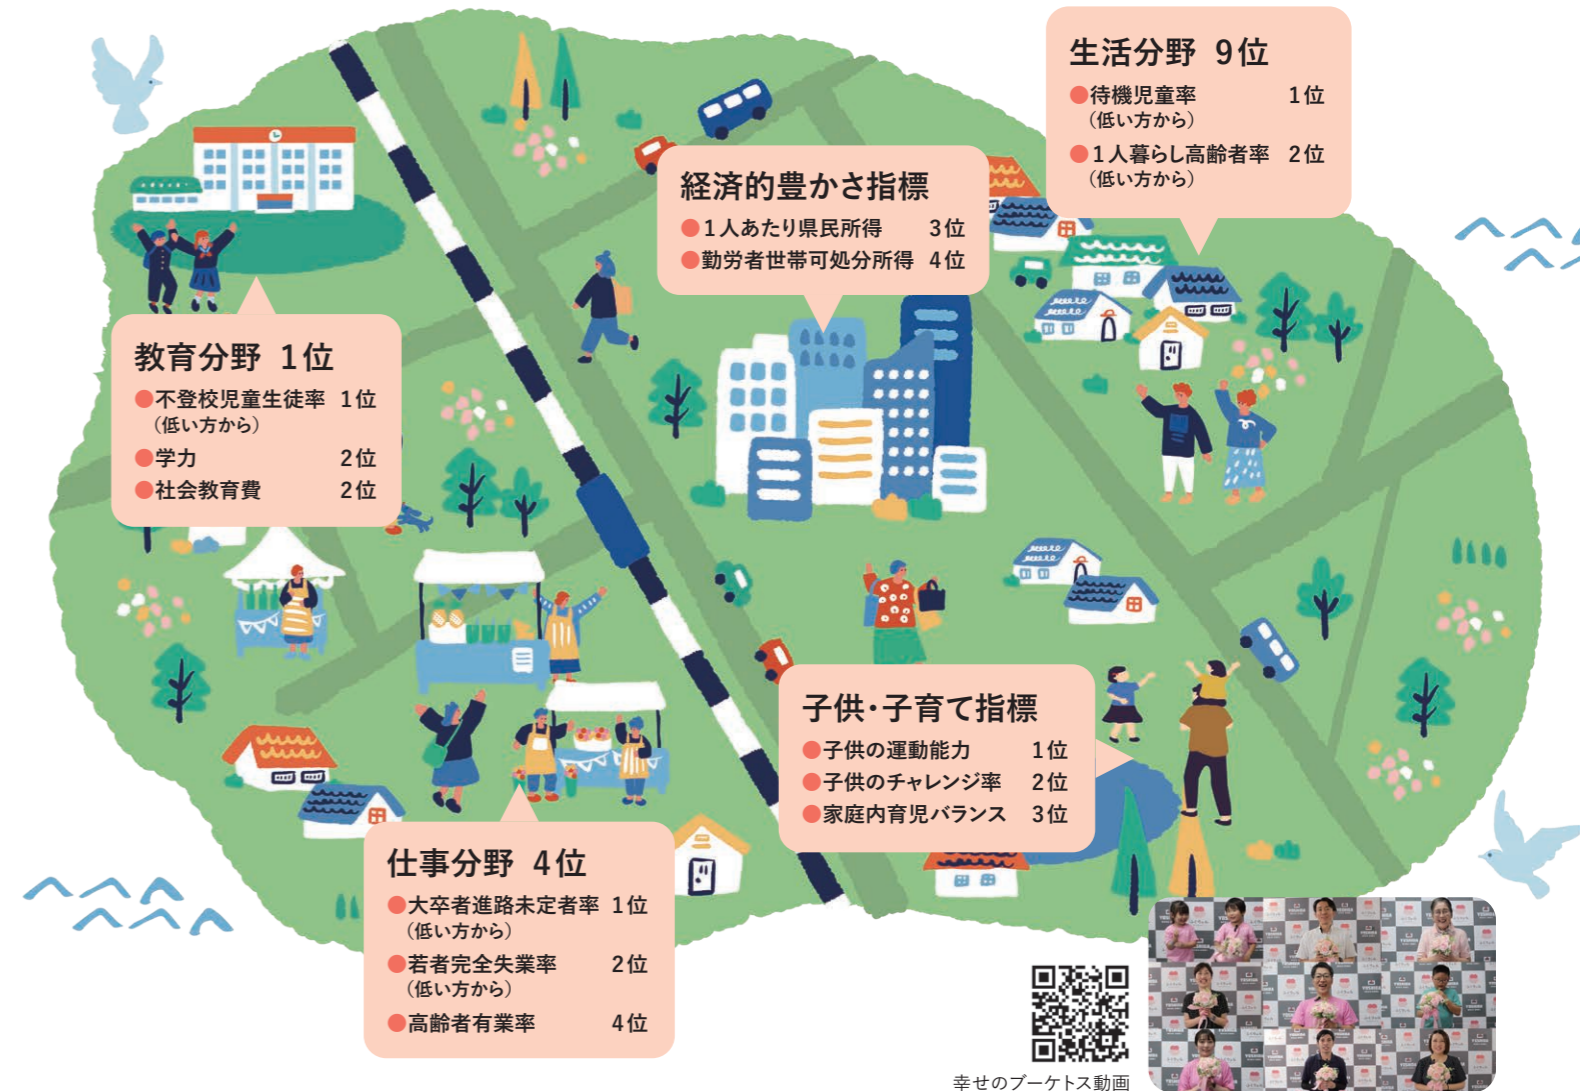 生活分野 9位
●待機児童率 1位
(低い方から)
●1人暮らし高齢者率 2位
(低い方から)
経済的豊かさ指標
●1人あたり県民所得 3位
●勤労者世帯可処分所得 4位
教育分野 1位
●不登校児童生徒率 1位
(低い方から)
●学力 2位
●社会教育費 2位
子供・子育て指標
●子供の運動能力 1位
●子供のチャレンジ率 2位
●家庭内育児バランス 3位
仕事分野 4位
●大卒者進路未定者率 1位
(低い方から)
●若者完全失業率 2位
(低い方から)
●高齢者有業率 4位
幸せのブーケトス動画